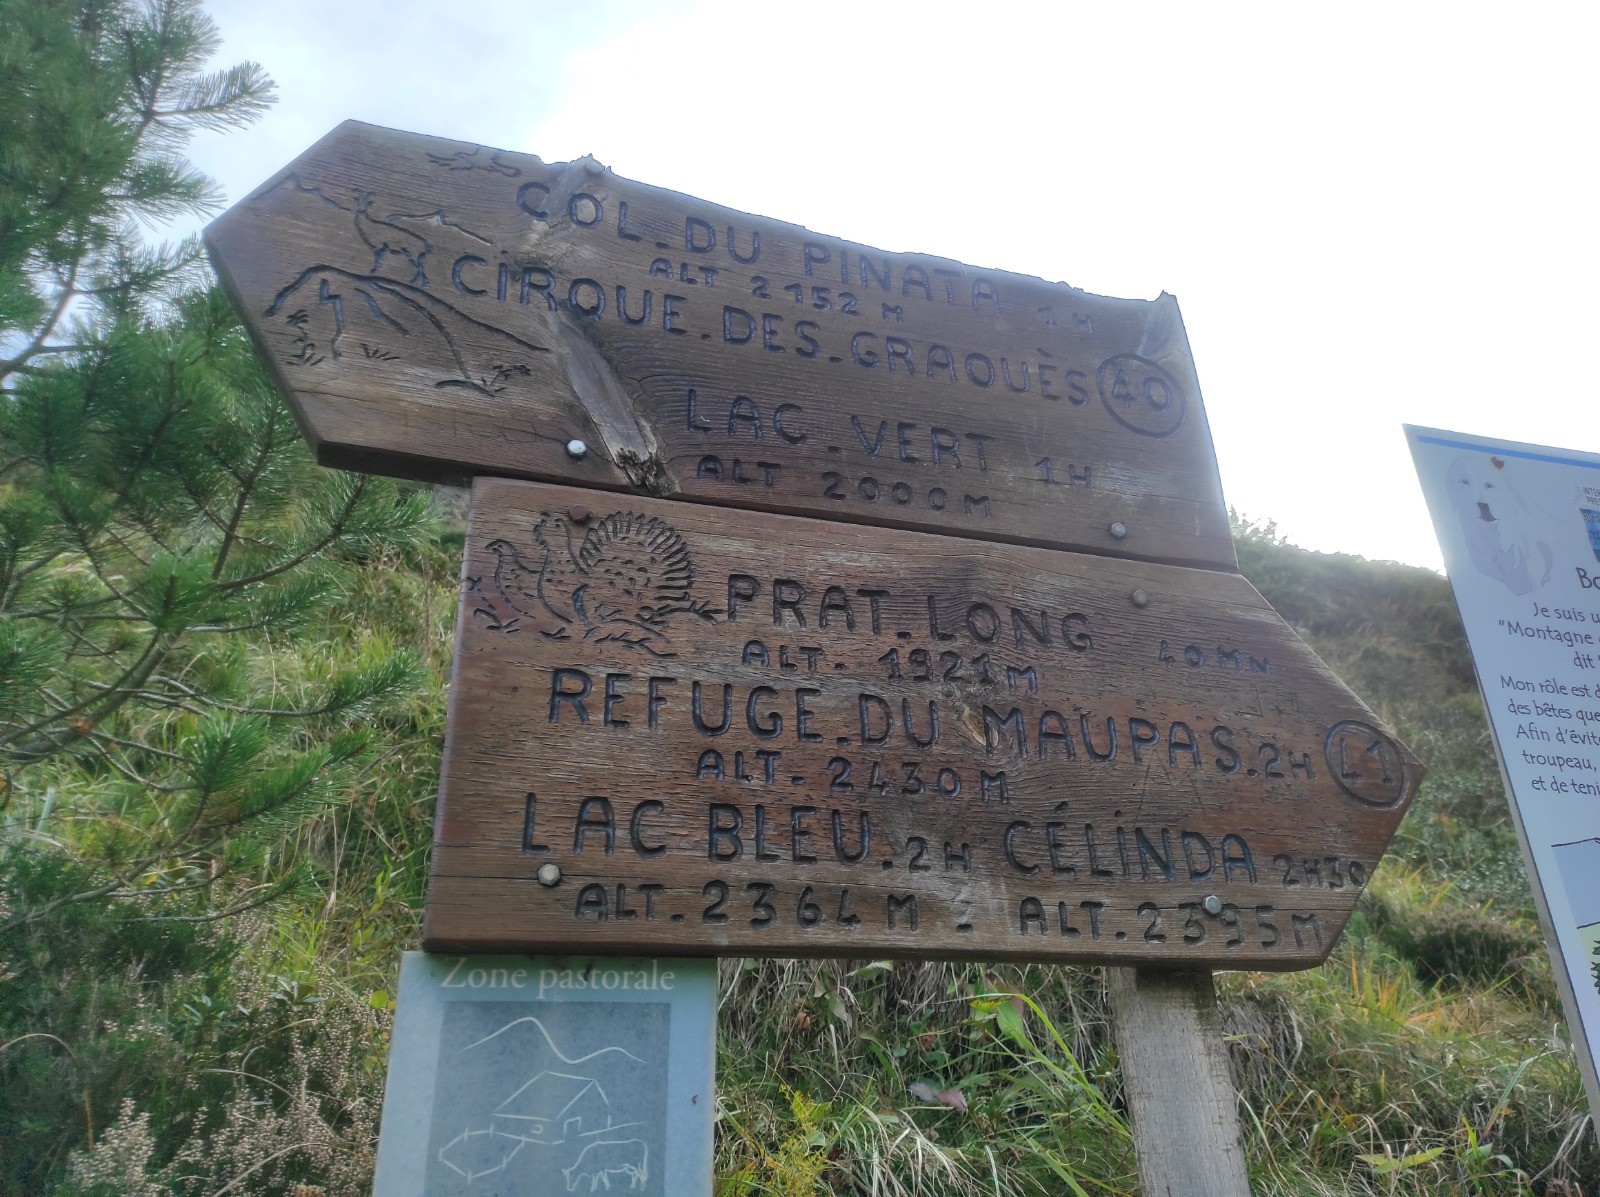 COL.DU PINATA 1H
ALT 2152 M
CIRQUE.DES.GRAOUÈS 40
LAC.VERT 1H
ALT 2000M
PRAT.LONG 40MN
ALT. 1921M
REFUGE.DU MAUPAS.2H 41
ALT. 2430M
LAC BLEU.2H CÉLINDA 2H30
ALT. 2364 M - ALT. 2395M
Zone pastorale
Je suis
"Montagne
dit
Mon rôle est
des bêtes que
Afin d'évite
troupeau,
et de teni